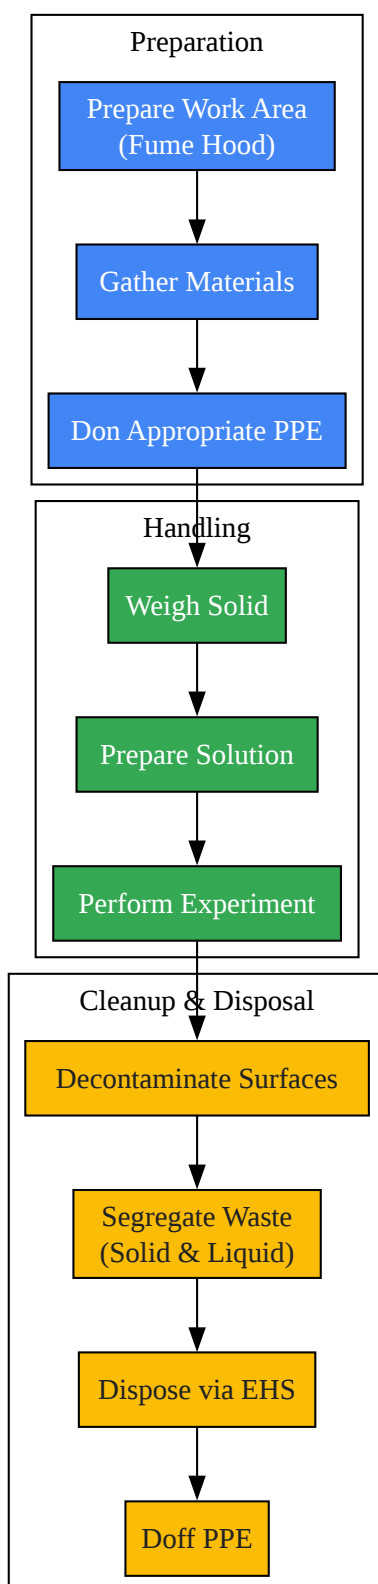 Preparation
Prepare Work Area
(Fume Hood)
Gather Materials
Don Appropriate PPE
Handling
Weigh Solid
Prepare Solution
Perform Experiment
Cleanup & Disposal
Decontaminate Surfaces
Segregate Waste
(Solid & Liquid)
Dispose via EHS
Doff PPE